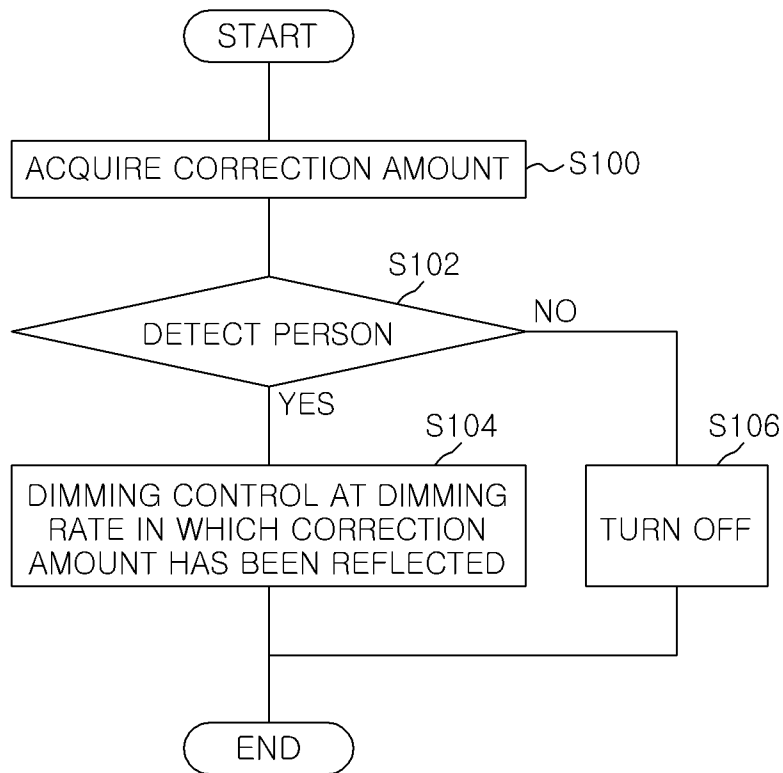 START
ACQUIRE CORRECTION AMOUNT
S100
S102
DETECT PERSON
NO
YES
S104
DIMMING CONTROL AT DIMMING
RATE IN WHICH CORRECTION
AMOUNT HAS BEEN REFLECTED
S106
TURN OFF
END